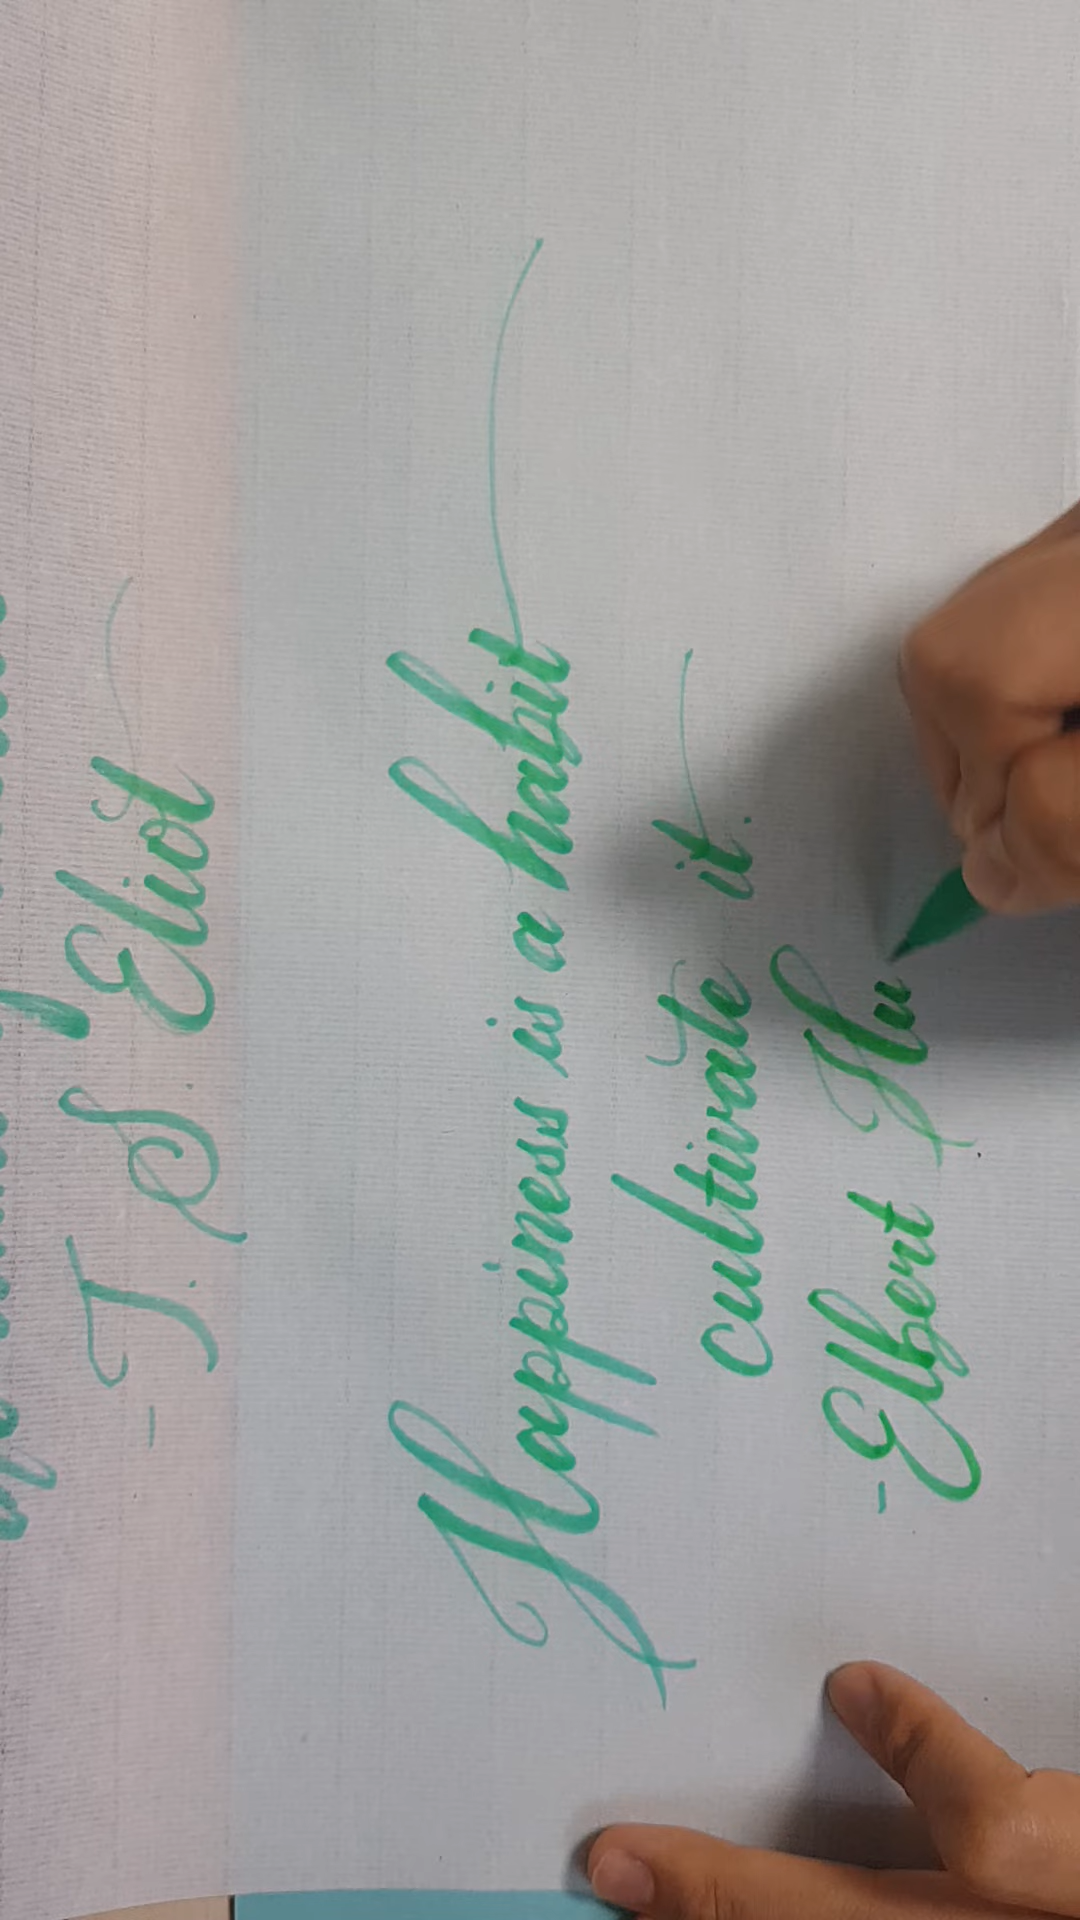 - T. S. Eliot
Happiness is a habit
cultivate it.
- Elbert Hu